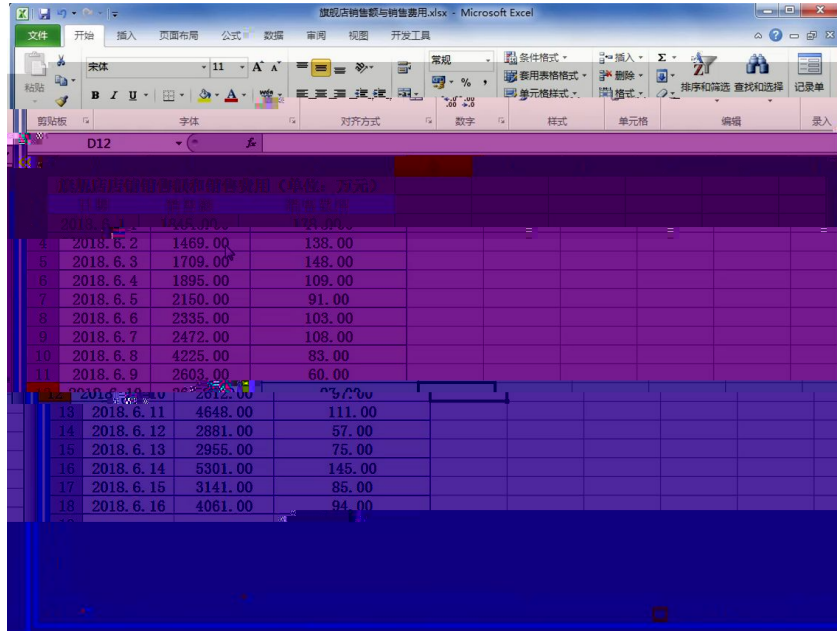 旗舰店销售额与销售费用.xlsx - Microsoft Excel
文件 开始 插入 页面布局 公式 数据 审阅 视图 开发工具
宋体 11 A A 常规 条件格式 插入 Σ
粘贴 套用表格格式 删除 排序和筛选 查找和选择 记录单
B I U A % , 单元格样式 格式
剪贴板 字体 对齐方式 数字 样式 单元格 编辑 录入
D12 fx
4 2018.6.2 1469.00 138.00
5 2018.6.3 1709.00 148.00
6 2018.6.4 1895.00 109.00
7 2018.6.5 2150.00 91.00
8 2018.6.6 2335.00 103.00
9 2018.6.7 2472.00 108.00
10 2018.6.8 4225.00 83.00
11 2018.6.9 2603.00 60.00
13 2018.6.11 4648.00 111.00
14 2018.6.12 2881.00 57.00
15 2018.6.13 2955.00 75.00
16 2018.6.14 5301.00 145.00
17 2018.6.15 3141.00 85.00
18 2018.6.16 4061.00 94.00